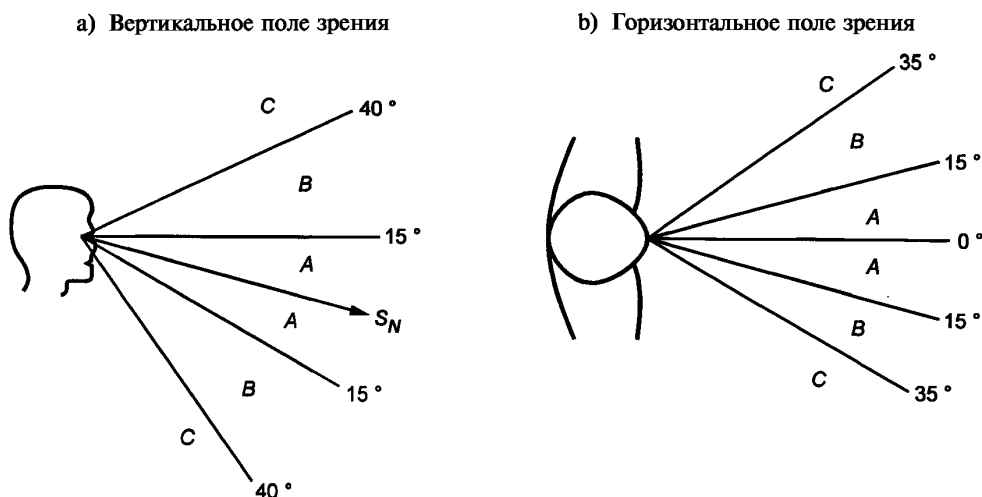 a) Вертикальное поле зрения
b) Горизонтальное поле зрения
C
40 °
B
15 °
A
S_N
A
15 °
B
C
40 °
35 °
C
B
15 °
A
0 °
A
15 °
B
C
35 °